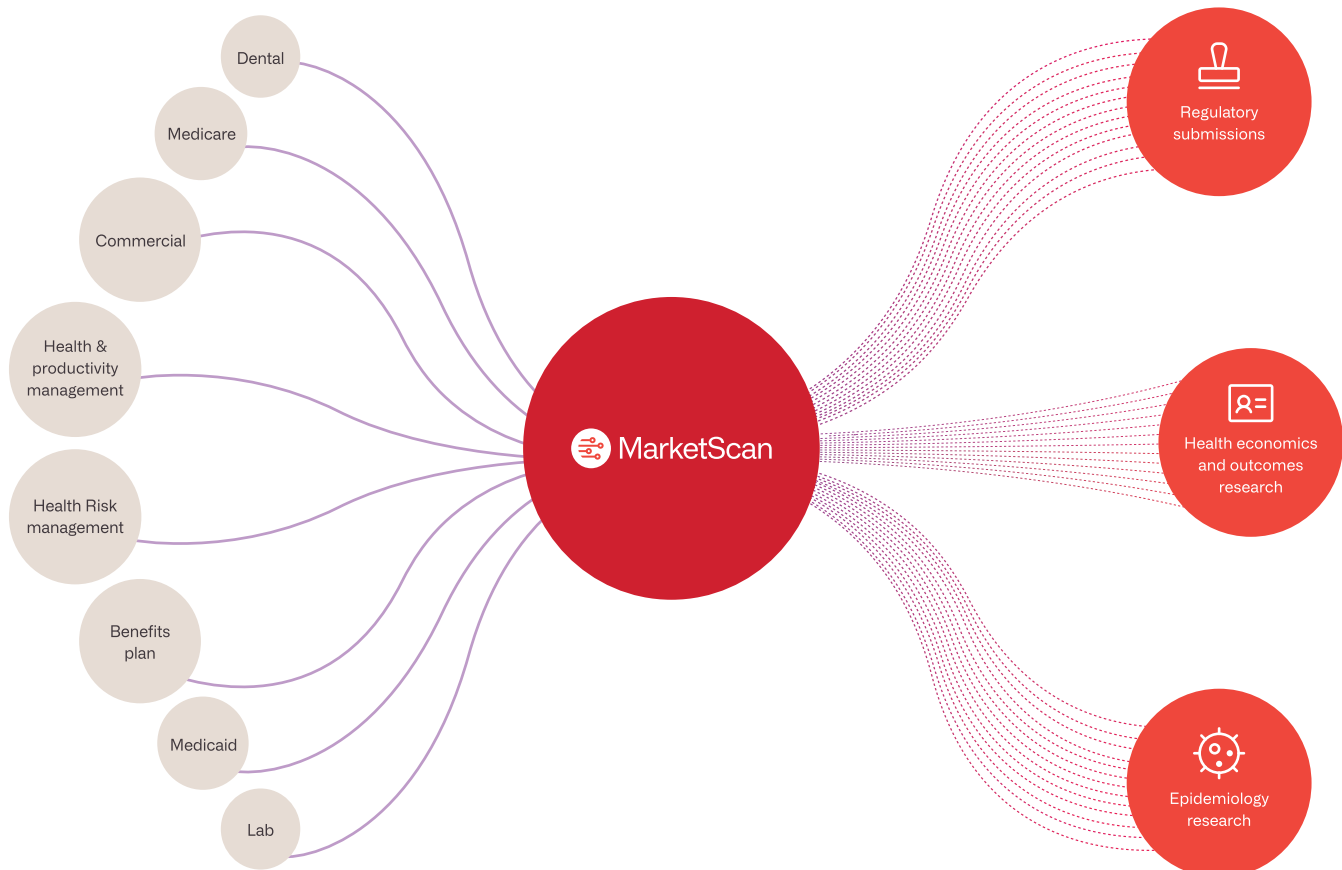 Dental
Medicare
Commercial
Health &
productivity
management
Health Risk
management
Benefits
plan
Medicaid
Lab
MarketScan
Regulatory
submissions
Health economics
and outcomes
research
Epidemiology
research